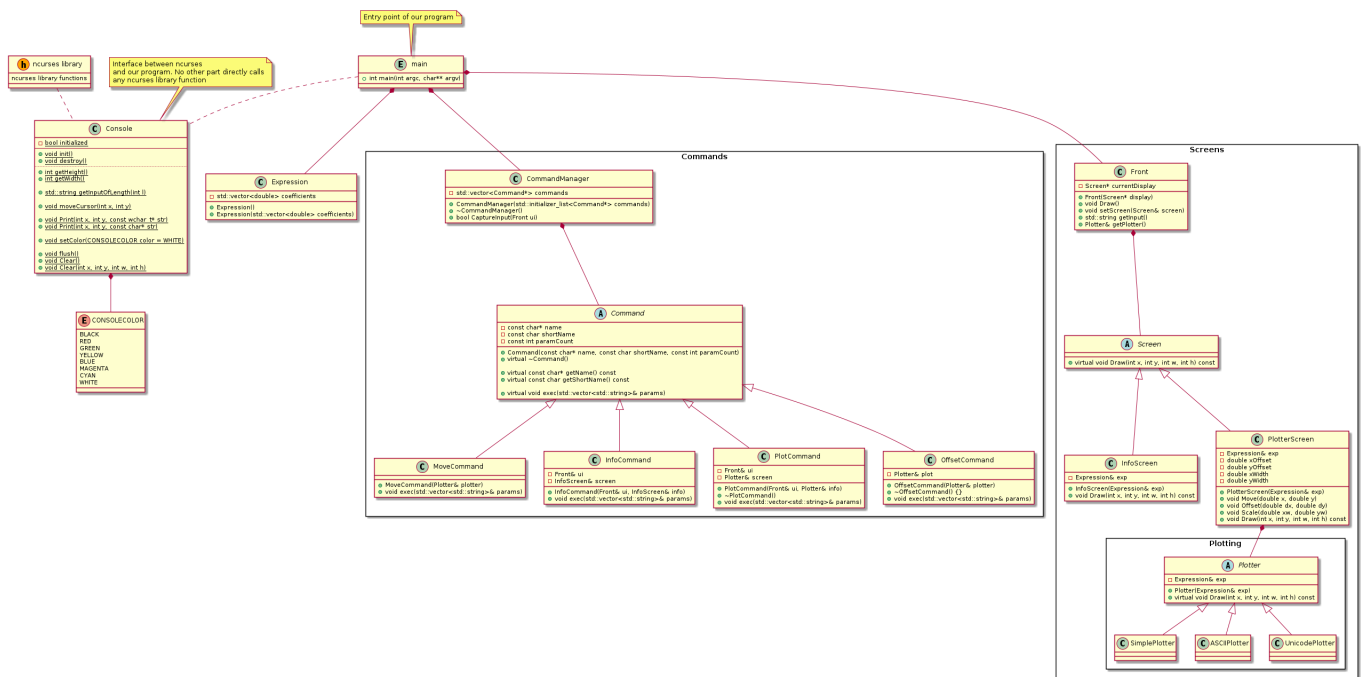 Entry point of our program
h ncurses library
ncurses library functions
Interface between ncurses
and our program. No other part directly calls
any ncurses library function
E main
int main(int argc, char** argv)
C Console
bool initialized
void init()
void destroy()
int getHeight()
int getWidth()
std::string getInputOfLength(int l)
void moveCursor(int x, int y)
void Print(int x, int y, const wchar_t* str)
void Print(int x, int y, const char* str)
void setColor(CONSOLECOLOR color = WHITE)
void flush()
void Clear()
void Clear(int x, int y, int w, int h)
E CONSOLECOLOR
BLACK
RED
GREEN
YELLOW
BLUE
MAGENTA
CYAN
WHITE
C Expression
std::vector<double> coefficients
Expression()
Expression(std::vector<double> coefficients)
Commands
C CommandManager
std::vector<Command*> commands
CommandManager(std::initializer_list<Command*> commands)
~CommandManager()
bool CaptureInput(Front ui)
A Command
const char* name
const char shortName
const int paramCount
Command(const char* name, const char shortName, const int paramCount)
virtual ~Command()
virtual const char* getName() const
virtual const char getShortName() const
virtual void exec(std::vector<std::string>& params)
C MoveCommand
MoveCommand(Plotter& plotter)
void exec(std::vector<std::string>& params)
C InfoCommand
Front& ui
InfoScreen& screen
InfoCommand(Front& ui, InfoScreen& info)
void exec(std::vector<std::string>& params)
C PlotCommand
Front& ui
Plotter& screen
PlotCommand(Front& ui, Plotter& info)
~PlotCommand()
void exec(std::vector<std::string>& params)
C OffsetCommand
Plotter& plot
OffsetCommand(Plotter& plotter)
~OffsetCommand() {}
void exec(std::vector<std::string>& params)
Screens
C Front
Screen* currentDisplay
Front(Screen* display)
void Draw()
void setScreen(Screen& screen)
std::string getInput()
Plotter& getPlotter()
A Screen
virtual void Draw(int x, int y, int w, int h) const
C InfoScreen
Expression& exp
InfoScreen(Expression& exp)
void Draw(int x, int y, int w, int h) const
C PlotterScreen
Expression& exp
double xOffset
double yOffset
double xWidth
double yWidth
PlotterScreen(Expression& exp)
void Move(double x, double y)
void Offset(double dx, double dy)
void Scale(double xw, double yw)
void Draw(int x, int y, int w, int h) const
Plotting
A Plotter
Expression& exp
Plotter(Expression& exp)
virtual void Draw(int x, int y, int w, int h) const
C SimplePlotter
C ASCIIPlotter
C UnicodePlotter